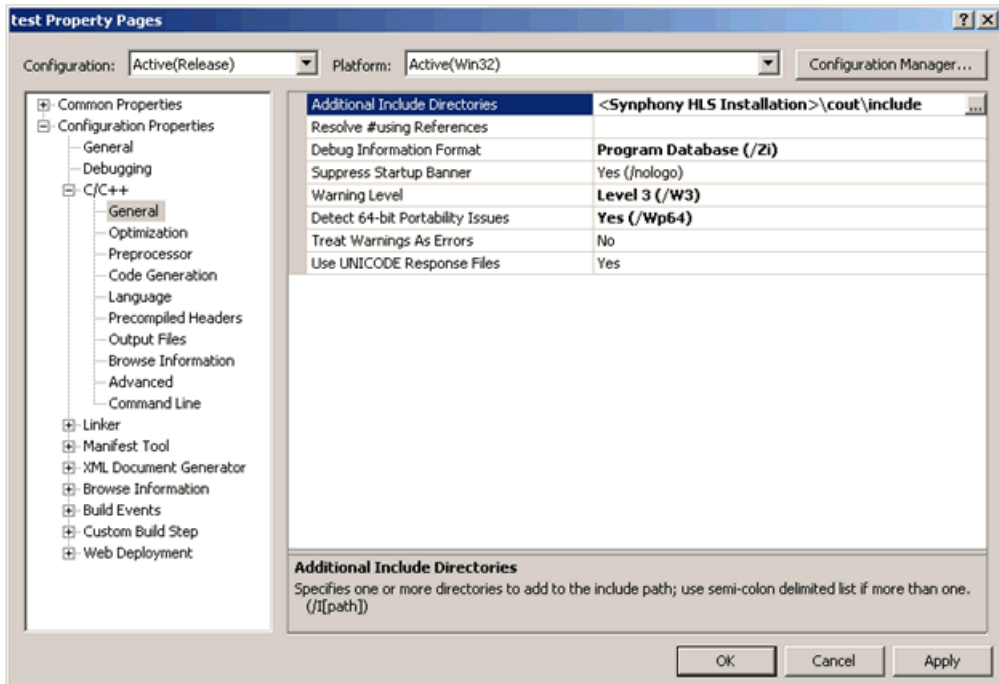 test Property Pages
Configuration: Active(Release) Platform: Active(Win32) Configuration Manager...
Common Properties
Configuration Properties
General
Debugging
C/C++
General
Optimization
Preprocessor
Code Generation
Language
Precompiled Headers
Output Files
Browse Information
Advanced
Command Line
Linker
Manifest Tool
XML Document Generator
Browse Information
Build Events
Custom Build Step
Web Deployment
Additional Include Directories <Synphony HLS Installation>\cout\include ...
Resolve #using References
Debug Information Format Program Database (/Zi)
Suppress Startup Banner Yes (/nologo)
Warning Level Level 3 (/W3)
Detect 64-bit Portability Issues Yes (/Wp64)
Treat Warnings As Errors No
Use UNICODE Response Files Yes
Additional Include Directories
Specifies one or more directories to add to the include path; use semi-colon delimited list if more than one.
(/I[path])
OK Cancel Apply